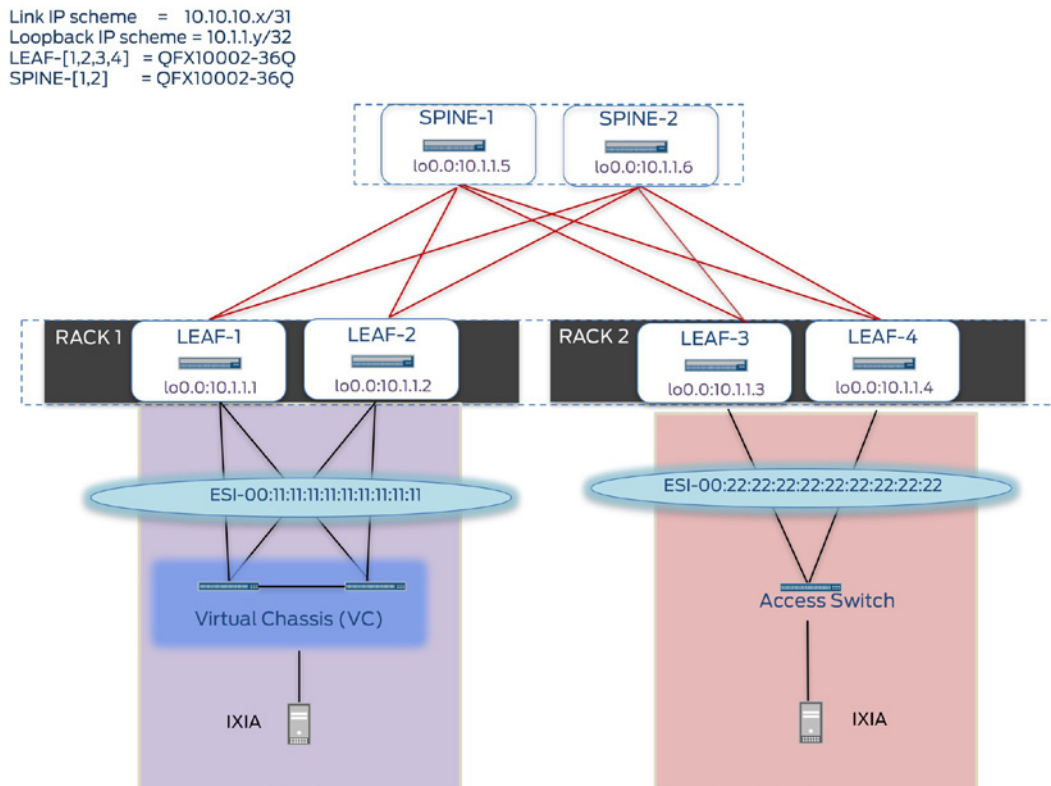 Link IP scheme = 10.10.10.x/31
Loopback IP scheme = 10.1.1.y/32
LEAF-[1,2,3,4] = QFX10002-36Q
SPINE-[1,2] = QFX10002-36Q
SPINE-1
lo0.0:10.1.1.5
SPINE-2
lo0.0:10.1.1.6
RACK 1
LEAF-1
lo0.0:10.1.1.1
LEAF-2
lo0.0:10.1.1.2
RACK 2
LEAF-3
lo0.0:10.1.1.3
LEAF-4
lo0.0:10.1.1.4
ESI-00:11:11:11:11:11:11:11:11:11
ESI-00:22:22:22:22:22:22:22:22:22
Virtual Chassis (VC)
Access Switch
IXIA
IXIA